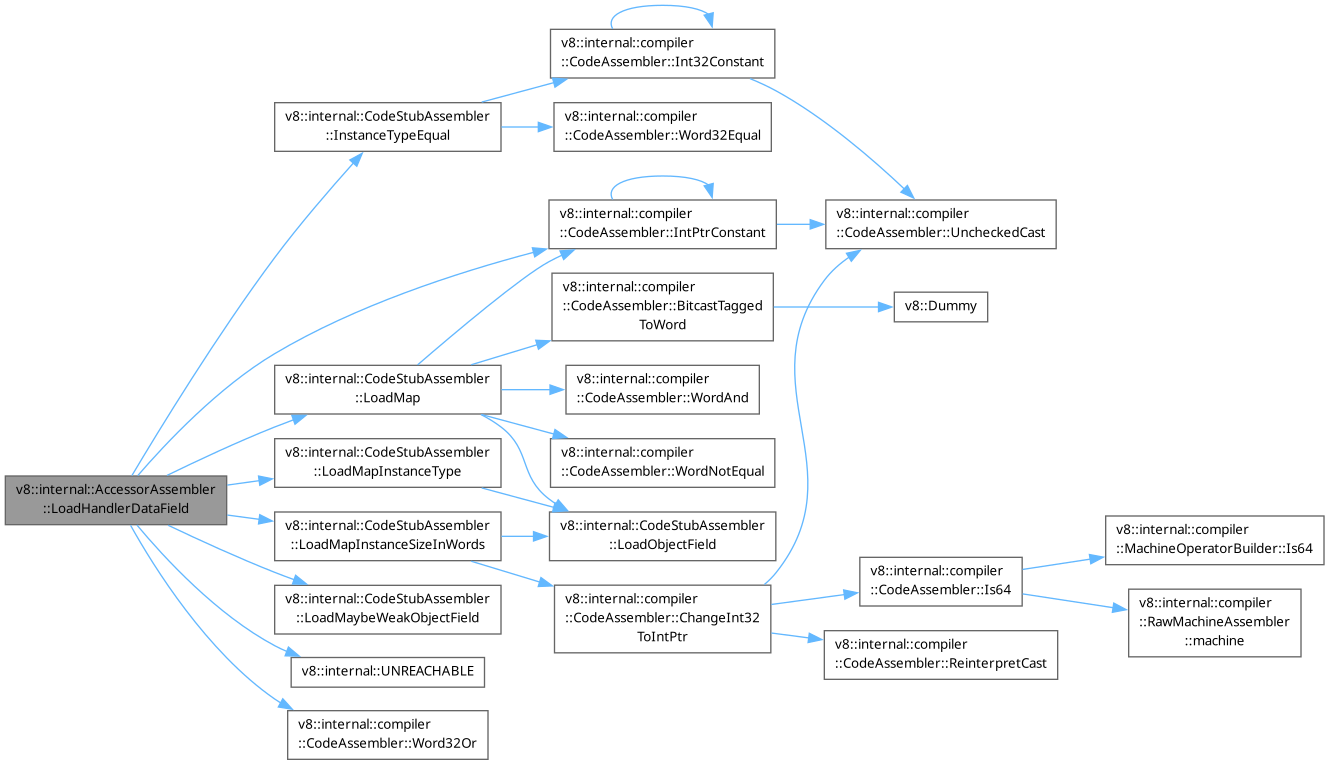 v8::internal::AccessorAssembler
::LoadHandlerDataField
v8::internal::CodeStubAssembler
::InstanceTypeEqual
v8::internal::CodeStubAssembler
::LoadMap
v8::internal::CodeStubAssembler
::LoadMapInstanceType
v8::internal::CodeStubAssembler
::LoadMapInstanceSizeInWords
v8::internal::CodeStubAssembler
::LoadMaybeWeakObjectField
v8::internal::UNREACHABLE
v8::internal::compiler
::CodeAssembler::Word32Or
v8::internal::compiler
::CodeAssembler::Int32Constant
v8::internal::compiler
::CodeAssembler::Word32Equal
v8::internal::compiler
::CodeAssembler::IntPtrConstant
v8::internal::compiler
::CodeAssembler::BitcastTagged
ToWord
v8::internal::compiler
::CodeAssembler::WordAnd
v8::internal::compiler
::CodeAssembler::WordNotEqual
v8::internal::CodeStubAssembler
::LoadObjectField
v8::internal::compiler
::CodeAssembler::ChangeInt32
ToIntPtr
v8::internal::compiler
::CodeAssembler::UncheckedCast
v8::Dummy
v8::internal::compiler
::CodeAssembler::Is64
v8::internal::compiler
::CodeAssembler::ReinterpretCast
v8::internal::compiler
::MachineOperatorBuilder::Is64
v8::internal::compiler
::RawMachineAssembler
::machine